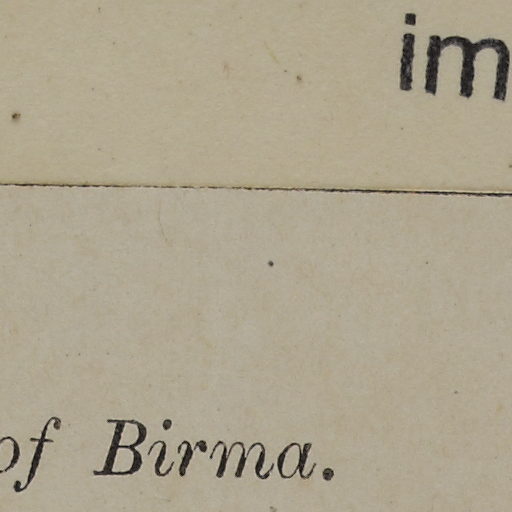 im
of Birma.